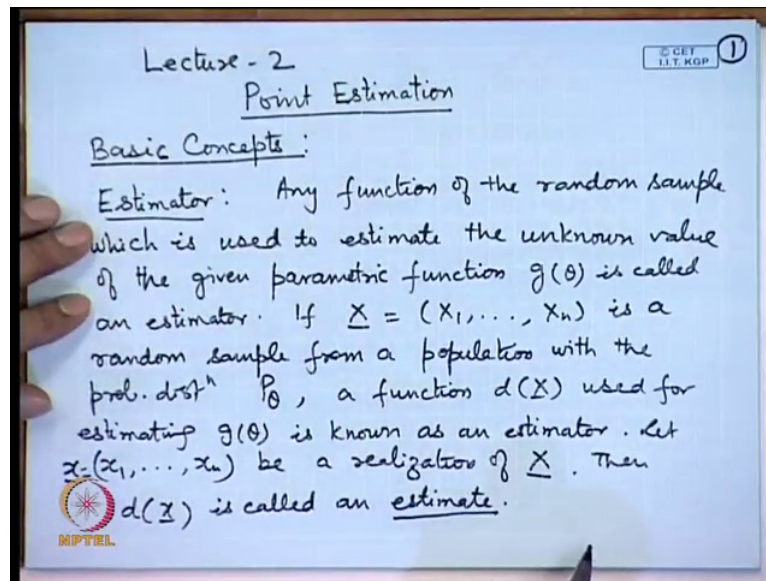 Lecture - 2
© CET
I.I.T. KGP
1
Point Estimation
Basic Concepts :
Estimator : Any function of the random sample
which is used to estimate the unknown value
of the given parametric function g(θ) is called
an estimator. If X = (X1, . . . , Xn) is a
random sample from a population with the
prob. distⁿ Pθ, a function d(X) used for
estimating g(θ) is known as an estimator. Let
x = (x1, . . . , xn) be a realization of X. Then
d(x) is called an estimate.
NPTEL